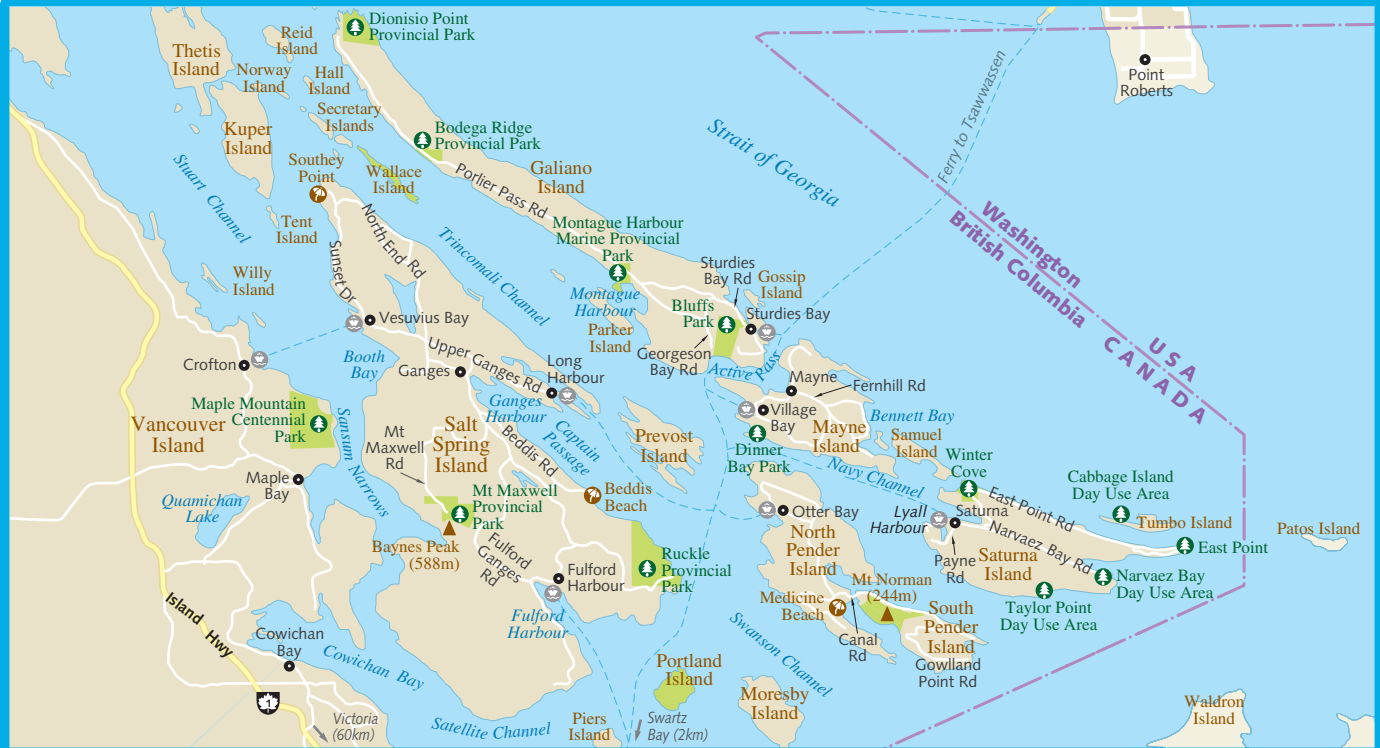 Dionisio Point
Provincial Park
Reid
Island
Thetis
Island
Norway
Island
Hall
Island
Secretary
Islands
Kuper
Island
Bodega Ridge
Provincial Park
Point
Roberts
Ferry to Tsawwassen
Strait of Georgia
Southey
Point
Wallace
Island
Galiano
Island
Porlier Pass Rd
Stuart Channel
Tent
Island
North End Rd
Sunset Dr
Trincomali Channel
Montague Harbour
Marine Provincial
Park
Washington
British Columbia
Willy
Island
Sturdies
Bay Rd
Gossip
Island
Montague
Harbour
Bluffs
Park
Sturdies Bay
Vesuvius Bay
Parker
Island
Georgeson
Bay Rd
Active Pass
USA
CANADA
Crofton
Booth
Bay
Upper Ganges Rd
Ganges
Long
Harbour
Mayne
Fernhill Rd
Maple Mountain
Centennial
Park
Vancouver
Island
Sansum Narrows
Ganges
Harbour
Captain
Passage
Village
Bay
Bennett Bay
Mayne
Island
Samuel
Island
Mt
Maxwell
Rd
Salt
Spring
Island
Beddis Rd
Prevost
Island
Dinner
Bay Park
Navy Channel
Winter
Cove
Cabbage Island
Day Use Area
Maple
Bay
Quamichan
Lake
Mt Maxwell
Provincial
Park
Beddis
Beach
Otter Bay
Lyall
Harbour
Saturna
East Point Rd
Tumbo Island
Patos Island
Baynes Peak
(588m)
Fulford
Ganges
Rd
North
Pender
Island
Payne
Rd
Narvaez Bay Rd
Saturna
Island
East Point
Fulford
Harbour
Ruckle
Provincial
Park
Mt Norman
(244m)
Narvaez Bay
Day Use Area
Medicine
Beach
South
Pender
Island
Taylor Point
Day Use Area
Island Hwy
Fulford
Harbour
Swanson Channel
Canal
Rd
Gowlland
Point Rd
Cowichan
Bay
Cowichan Bay
Portland
Island
Moresby
Island
Waldron
Island
1
Victoria
(60km)
Satellite Channel
Piers
Island
Swartz
Bay (2km)